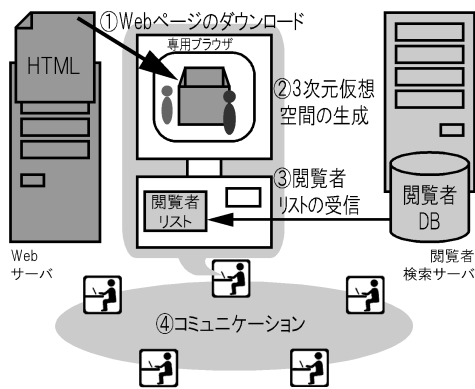 ①Webページのダウンロード
専用ブラウザ
HTML
②3次元仮想
空間の生成
③閲覧者
リストの受信
閲覧者
リスト
閲覧者
DB
Web
サーバ
閲覧者
検索サーバ
④コミュニケーション